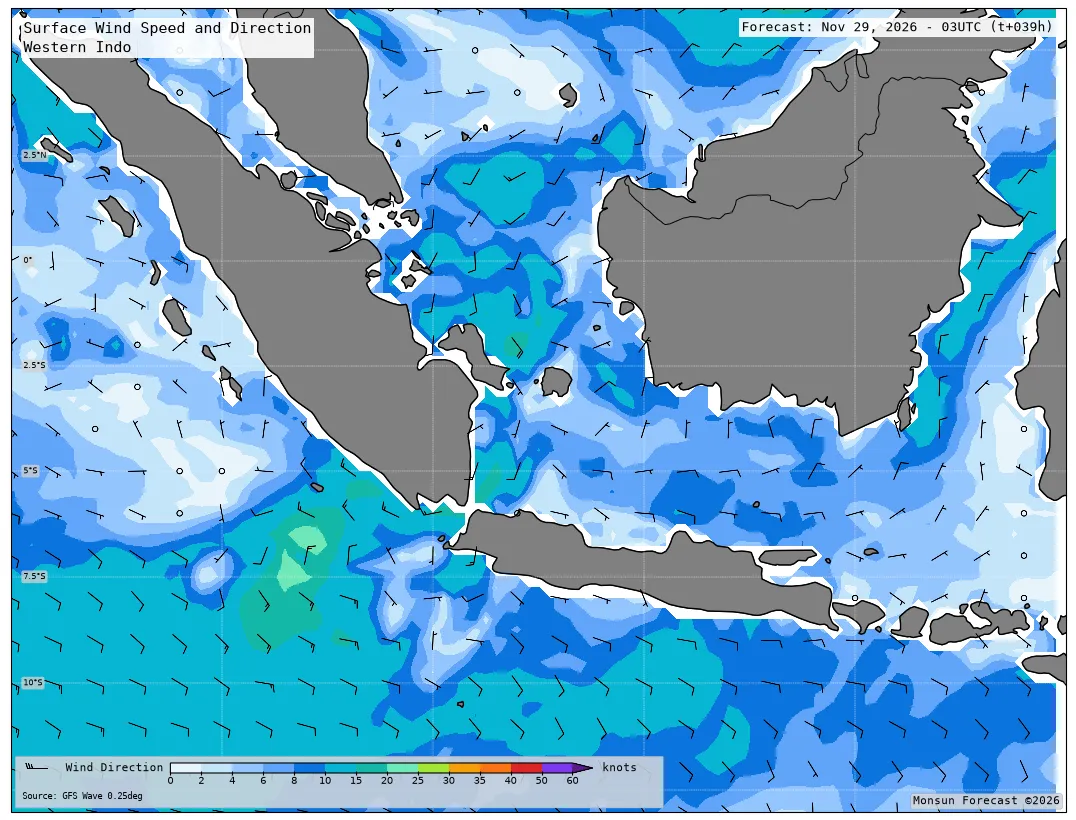 Surface Wind Speed and Direction
Western Indo
Forecast: Nov 29, 2026 - 03UTC (t+039h)
2.5°N
0°
2.5°S
5°S
7.5°S
10°S
Wind Direction
0 2 4 6 8 10 15 20 25 30 35 40 50 60
knots
Source: GFS Wave 0.25deg
Monsun Forecast ©2026